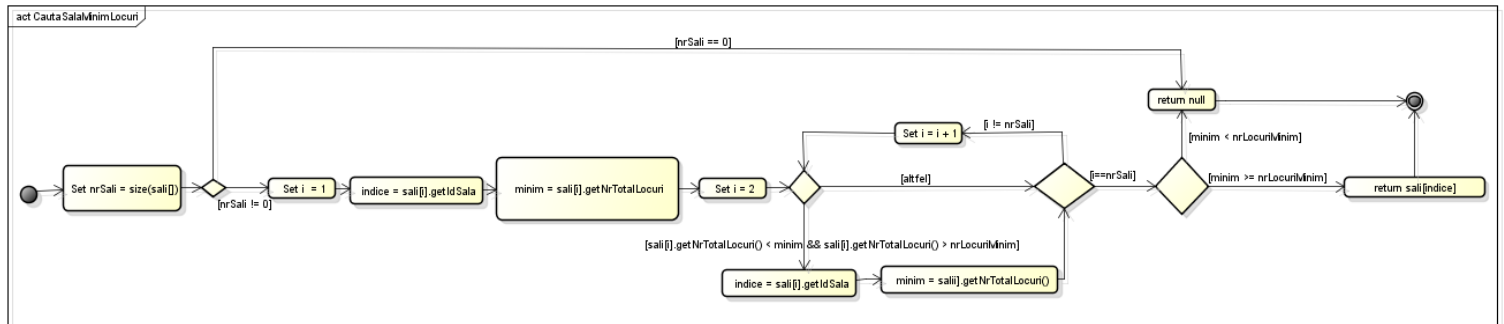 act CautaSalaMinimLocuri
[nrSali == 0]
return null
Set i = i + 1
[i != nrSali]
[minim < nrLocuriMinim]
Set nrSali = size(sali[])
[nrSali != 0]
Set i = 1
indice = sali[i].getIdSala
minim = sali[i].getNrTotalLocuri
Set i = 2
[altfel]
[i==nrSali]
[minim >= nrLocuriMinim]
return sali[indice]
[sali[i].getNrTotalLocuri() < minim && sali[i].getNrTotalLocuri() > nrLocuriMinim]
indice = sali[i].getIdSala
minim = salii].getNrTotalLocuri()